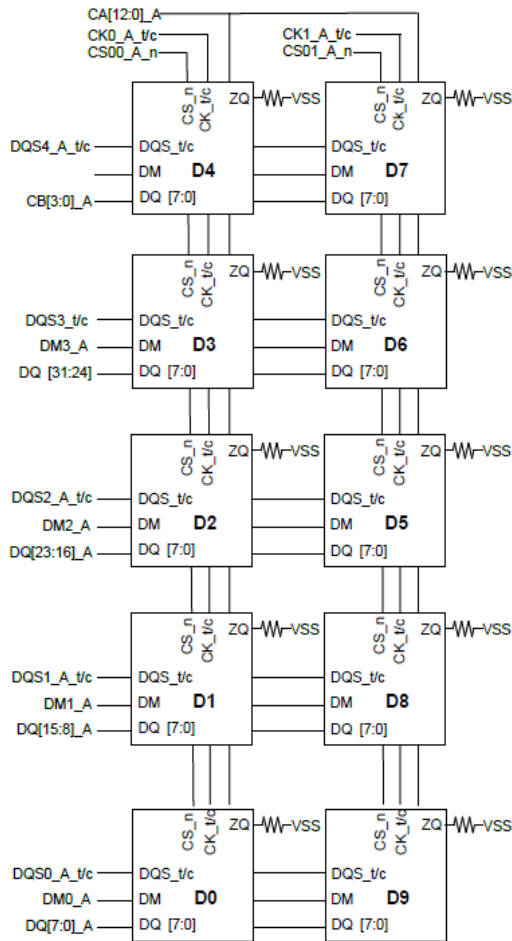 CA[12:0]_A
CK0_A_t/c CK1_A_t/c
CS00_A_n CS01_A_n
CS_n CK_t/c ZQ VSS CS_n Ck_t/c ZQ VSS
DQS4_A_t/c DQS_t/c DQS_t/c
DM D4 DM D7
CB[3:0]_A DQ [7:0] DQ [7:0]
CS_n CK_t/c ZQ VSS CS_n CK_t/c ZQ VSS
DQS3_t/c DQS_t/c DQS_t/c
DM3_A DM D3 DM D6
DQ [31:24] DQ [7:0] DQ [7:0]
CS_n CK_t/c ZQ VSS CS_n CK_t/c ZQ VSS
DQS2_A_t/c DQS_t/c DQS_t/c
DM2_A DM D2 DM D5
DQ[23:16]_A DQ [7:0] DQ [7:0]
CS_n CK_t/c ZQ VSS CS_n CK_t/c ZQ VSS
DQS1_A_t/c DQS_t/c DQS_t/c
DM1_A DM D1 DM D8
DQ[15:8]_A DQ [7:0] DQ [7:0]
CS_n CK_t/c ZQ VSS CS_n CK_t/c ZQ VSS
DQS0_A_t/c DQS_t/c DQS_t/c
DM0_A DM D0 DM D9
DQ[7:0]_A DQ [7:0] DQ [7:0]